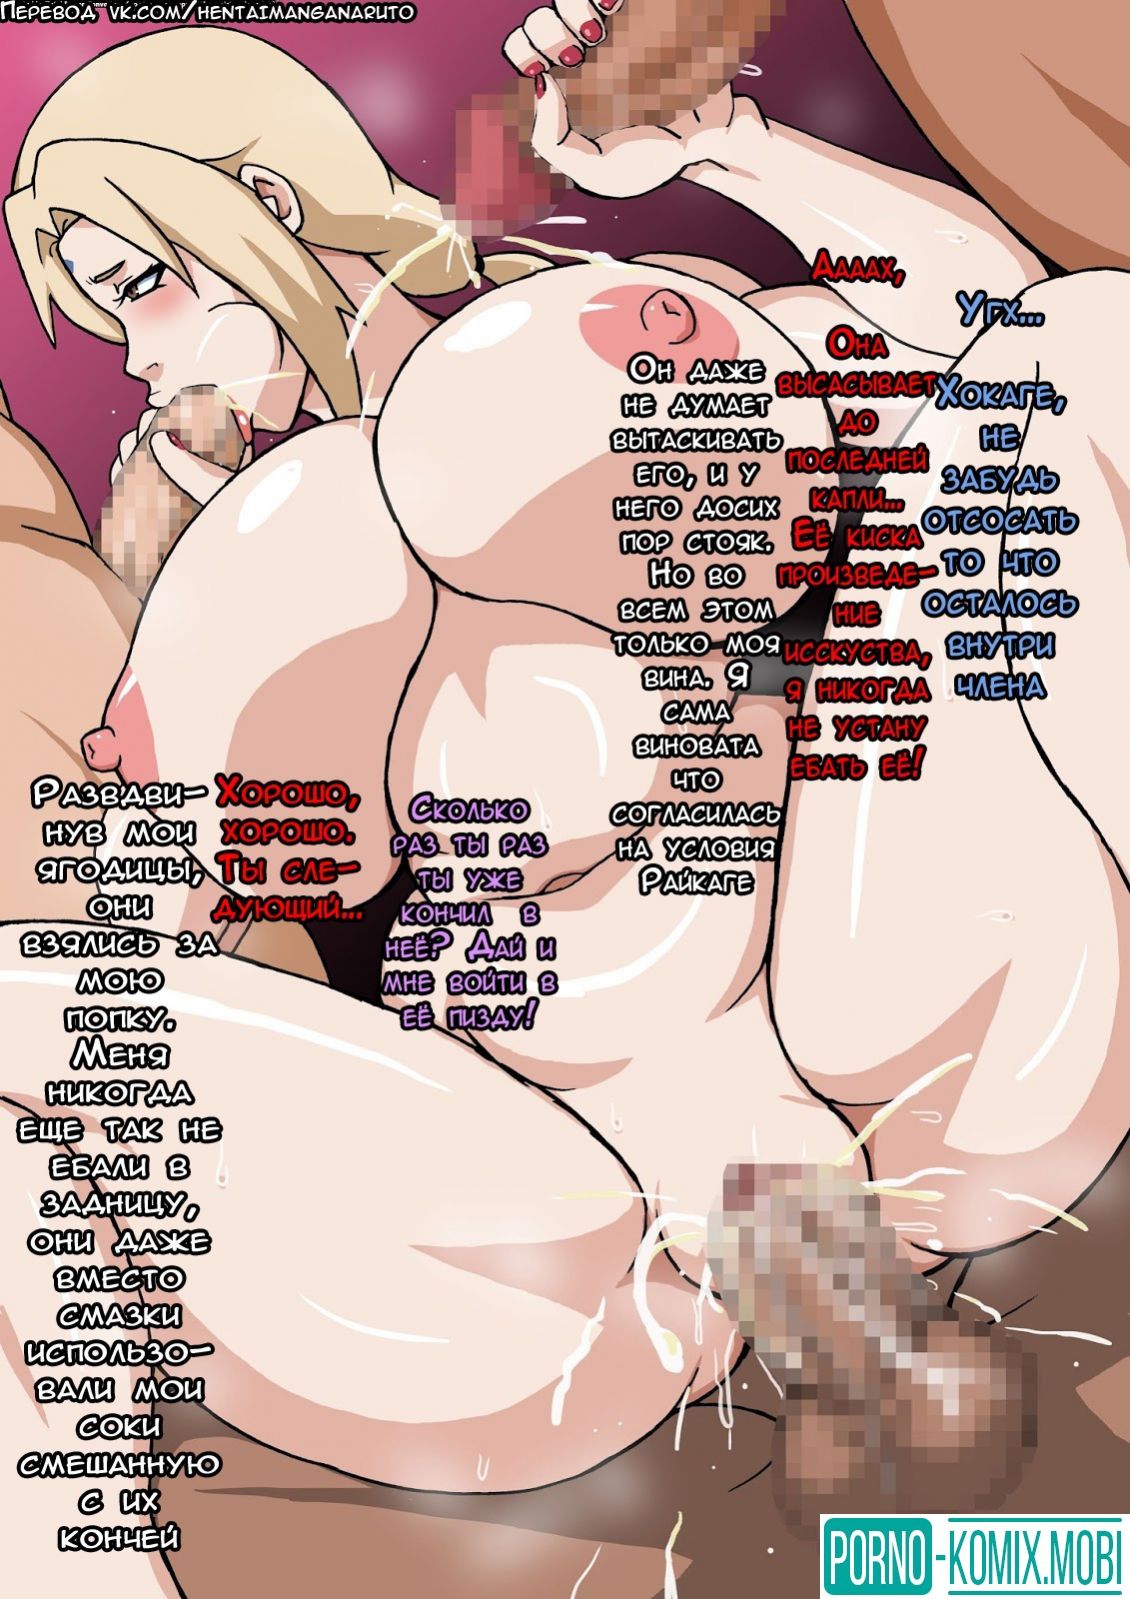 Перевод vk.com/hentaimanganaruto
Угх...
Хокаге,
не
забудь
отсосать
то что
осталось
внутри
члена
Аааах,
Она
высасывает
до
последней
капли...
Её киска
произведе-
ние
исскуства,
я никогда
не устану
ебать её!
Он даже
не думает
вытаскивать
его, и у
него досих
пор стояк.
Но во
всем этом
только моя
вина. Я
сама
виновата
что
согласилась
на условия
Райкаге
Сколько
раз ты раз
ты уже
кончил в
неё? Дай и
мне войти в
её пизду!
Хорошо,
хорошо.
Ты сле-
дующий...
Развдви-
нув мои
ягодицы,
они
взялись за
мою
попку.
Меня
никогда
еще так не
ебали в
задницу,
они даже
вместо
смазки
использо-
вали мои
соки
смешанную
с их
кончей
PORNO-KOMIX.MOBI